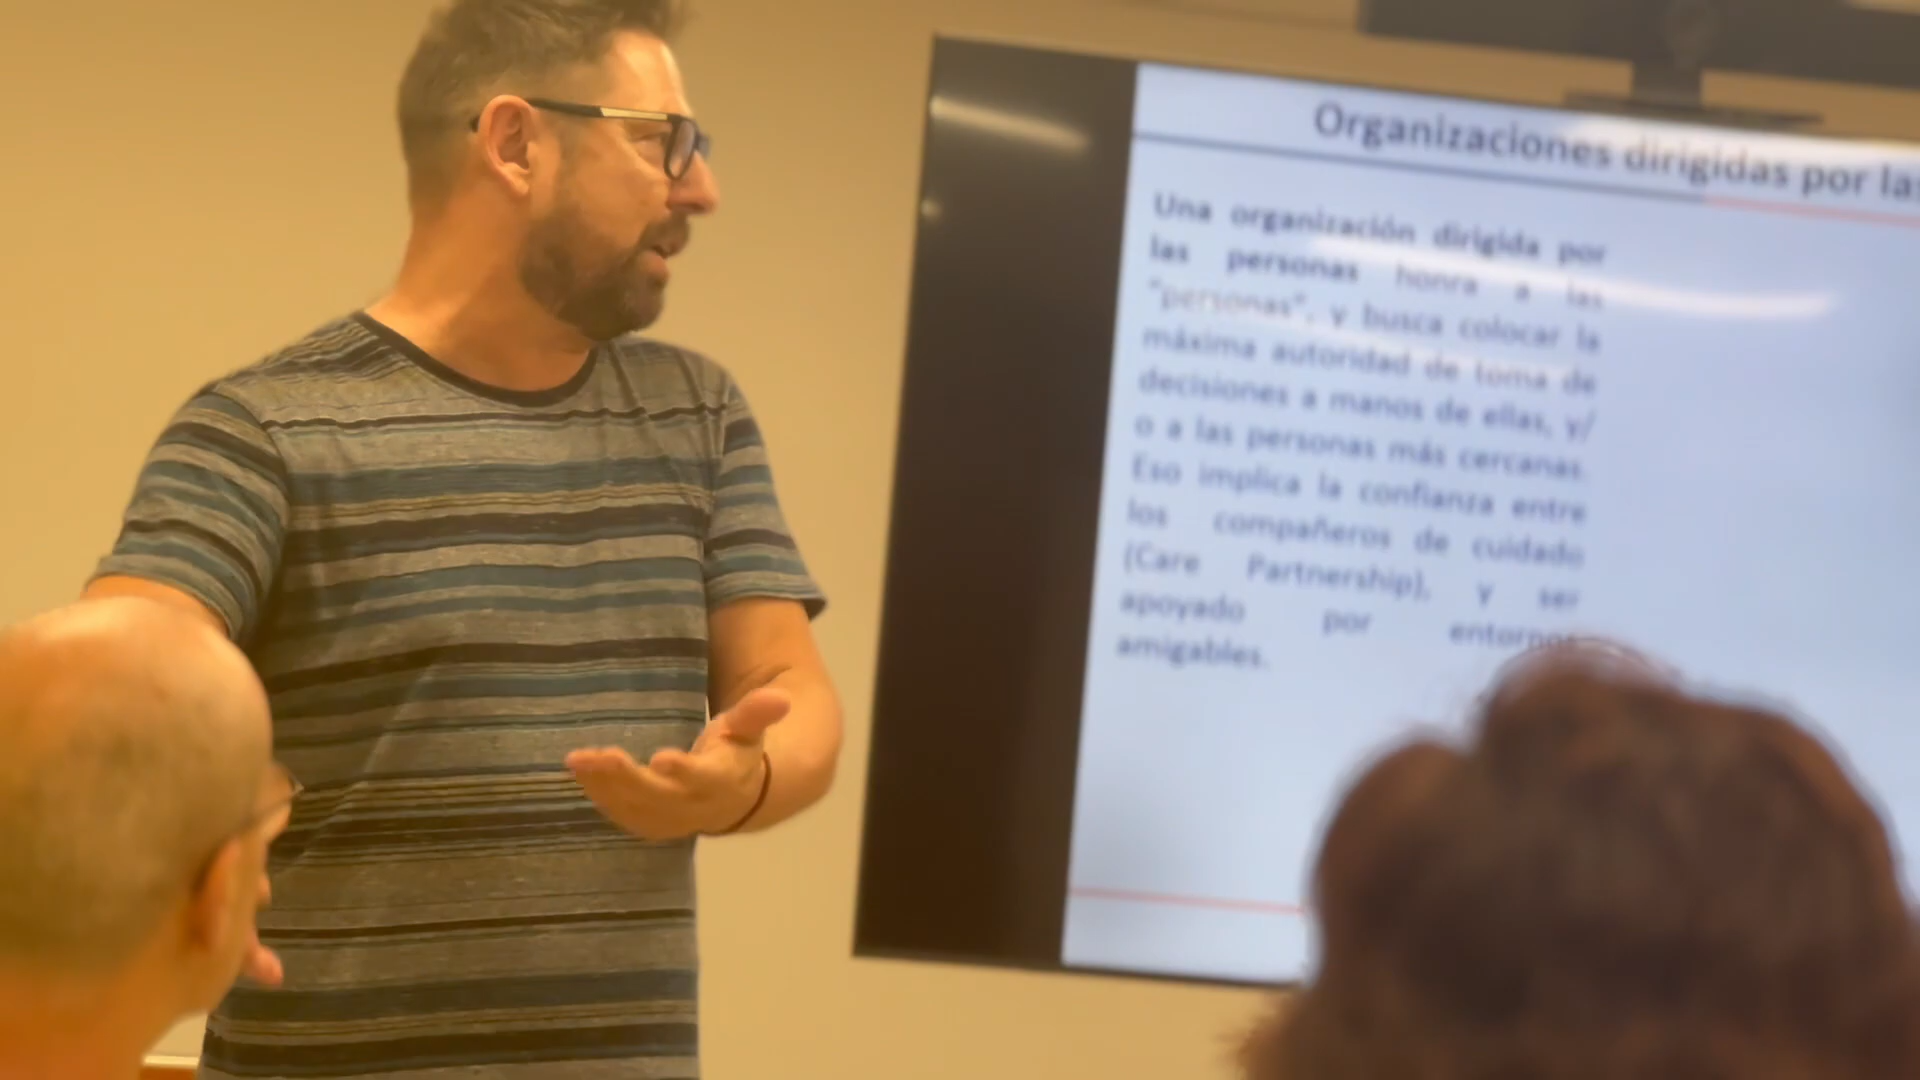 Organizaciones dirigidas por las
Una organización dirigida por
las personas honra a las
"personas", y busca colocar la
máxima autoridad de toma de
decisiones a manos de ellas, y/
o a las personas más cercanas.
Eso implica la confianza entre
los compañeros de cuidado
(Care Partnership), y ser
apoyado por entornos
amigables.